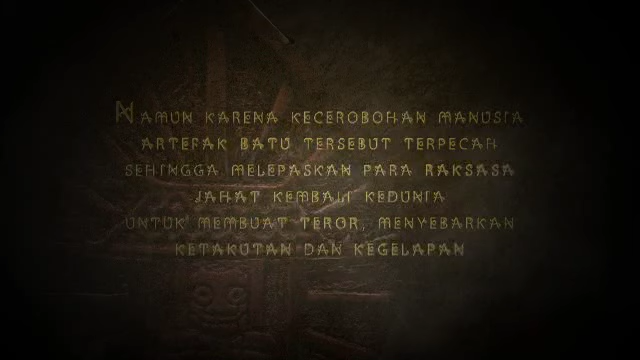 NAMUN KARENA KECEROBOHAN MANUSIA
ARTEFAK BATU TERSEBUT TERPECAH
SEHINGGA MELEPASKAN PARA RAKSASA
JAHAT KEMBALI KEDUNIA
UNTUK MEMBUAT TEROR, MENYEBARKAN
KETAKUTAN DAN KEGELAPAN